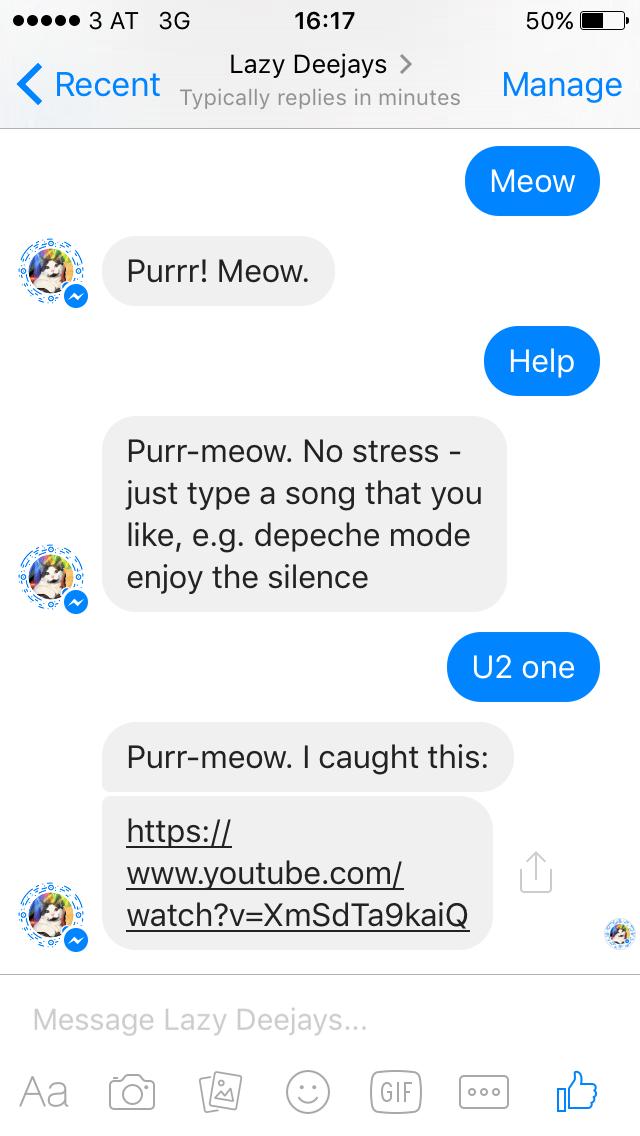 3 AT 3G 16:17 50%
Recent Lazy Deejays Manage
Typically replies in minutes
Meow
Purrr! Meow.
Help
Purr-meow. No stress -
just type a song that you
like, e.g. depeche mode
enjoy the silence
U2 one
Purr-meow. I caught this:
https://
www.youtube.com/
watch?v=XmSdTa9kaiQ
Message Lazy Deejays...
Aa GIF